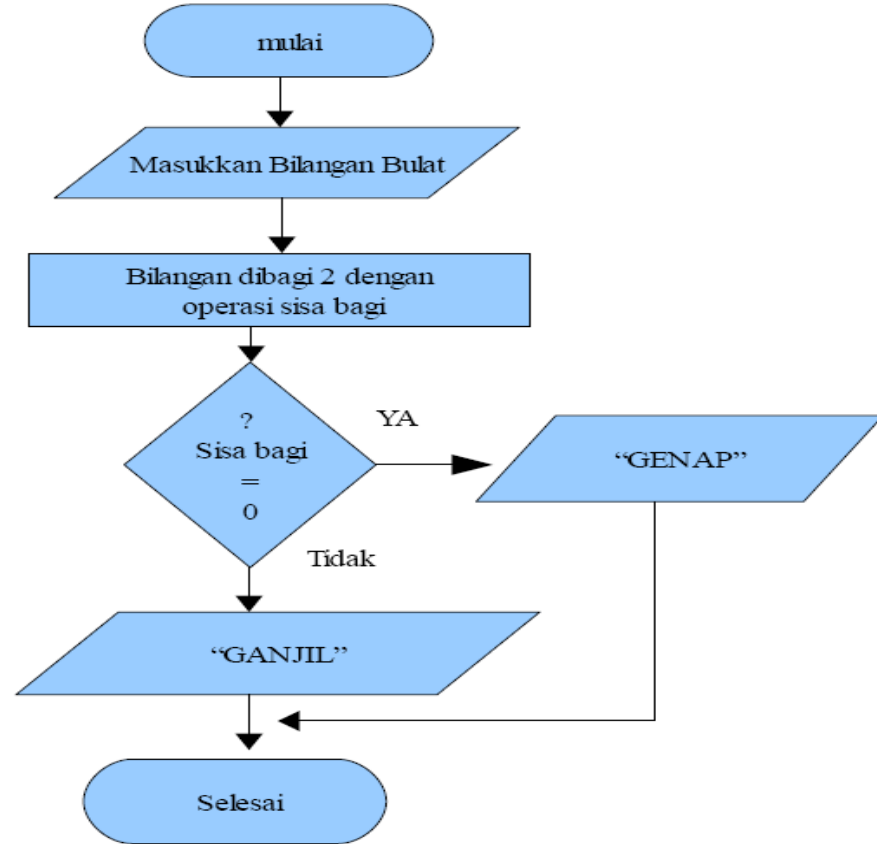 mulai
Masukkan Bilangan Bulat
Bilangan dibagi 2 dengan
operasi sisa bagi
?
Sisa bagi
=
0
YA
“GENAP”
Tidak
“GANJIL”
Selesai